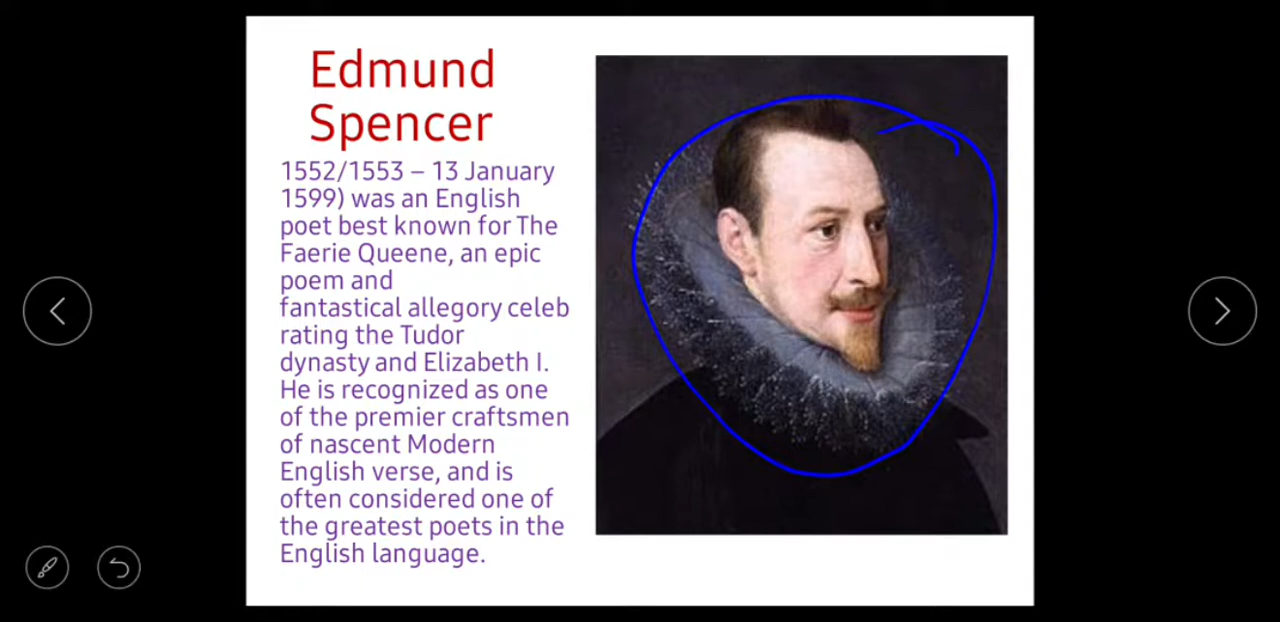 Edmund
Spencer
1552/1553 – 13 January
1599) was an English
poet best known for The
Faerie Queene, an epic
poem and
fantastical allegory celeb
rating the Tudor
dynasty and Elizabeth I.
He is recognized as one
of the premier craftsmen
of nascent Modern
English verse, and is
often considered one of
the greatest poets in the
English language.